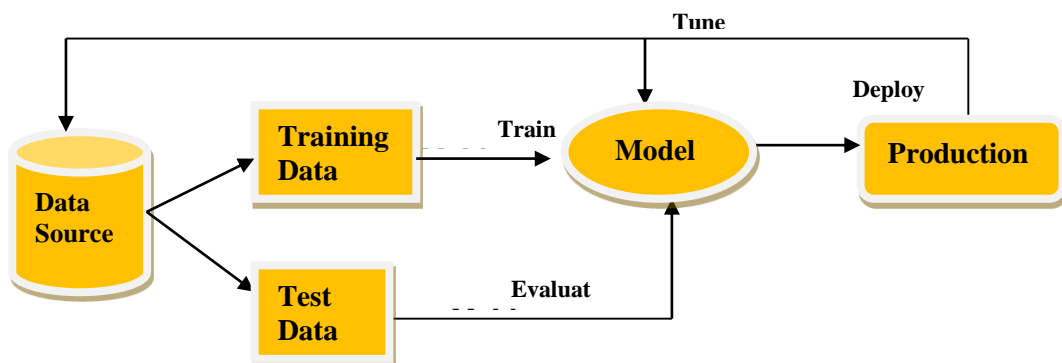 Tune
Deploy
Training
Data
Train
Model
Production
Data
Source
Test
Data
Evaluat